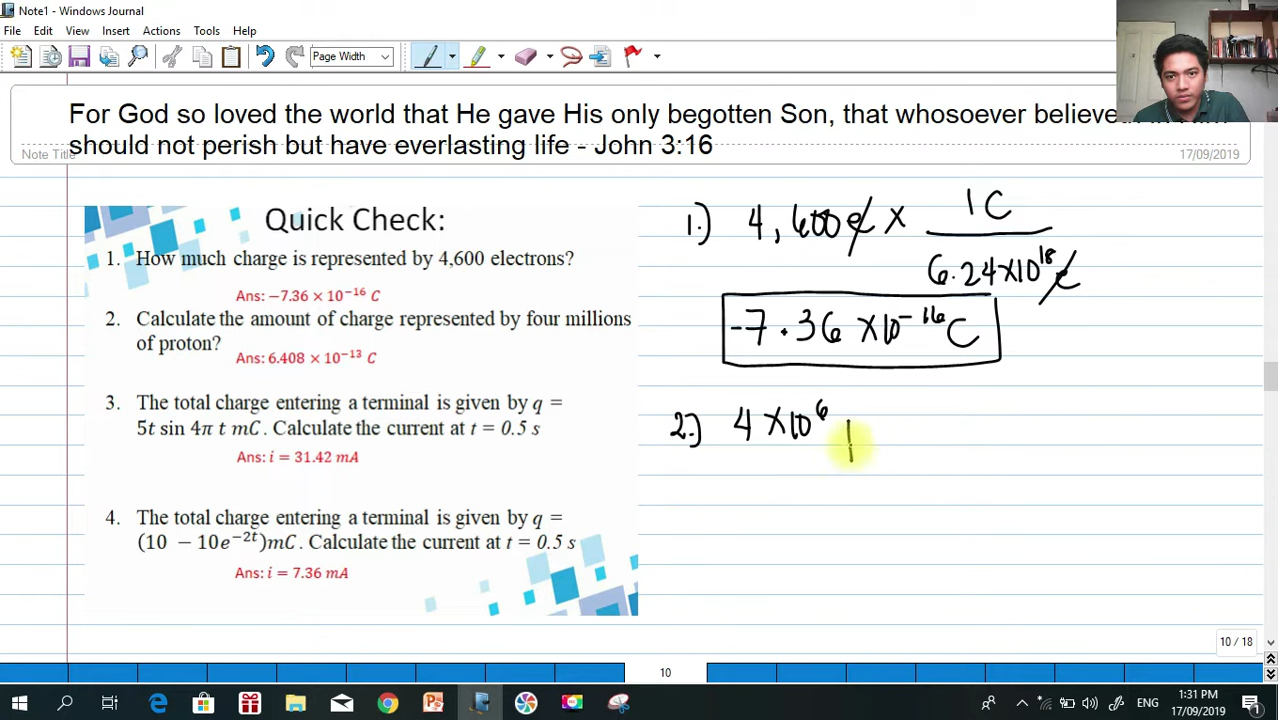 Note1 - Windows Journal
File Edit View Insert Actions Tools Help
Page Width
For God so loved the world that He gave His only begotten Son, that whosoever
should not perish but have everlasting life - John 3:16
Note Title
17/09/2019
Quick Check:
1. How much charge is represented by 4,600 electrons?
Ans: −7.36 × 10⁻¹⁶ C
2. Calculate the amount of charge represented by four millions
of proton?
Ans: 6.408 × 10⁻¹³ C
3. The total charge entering a terminal is given by q =
5t sin 4π t mC. Calculate the current at t = 0.5 s
Ans: i = 31.42 mA
4. The total charge entering a terminal is given by q =
(10 − 10e⁻²ᵗ)mC. Calculate the current at t = 0.5 s
Ans: i = 7.36 mA
1.) 4,600 e × 1C
6.24×10¹⁸ e
-7.36 ×10⁻¹⁶ C
2.) 4 ×10⁶
10 / 18
10
ENG
1:31 PM
17/09/2019
1